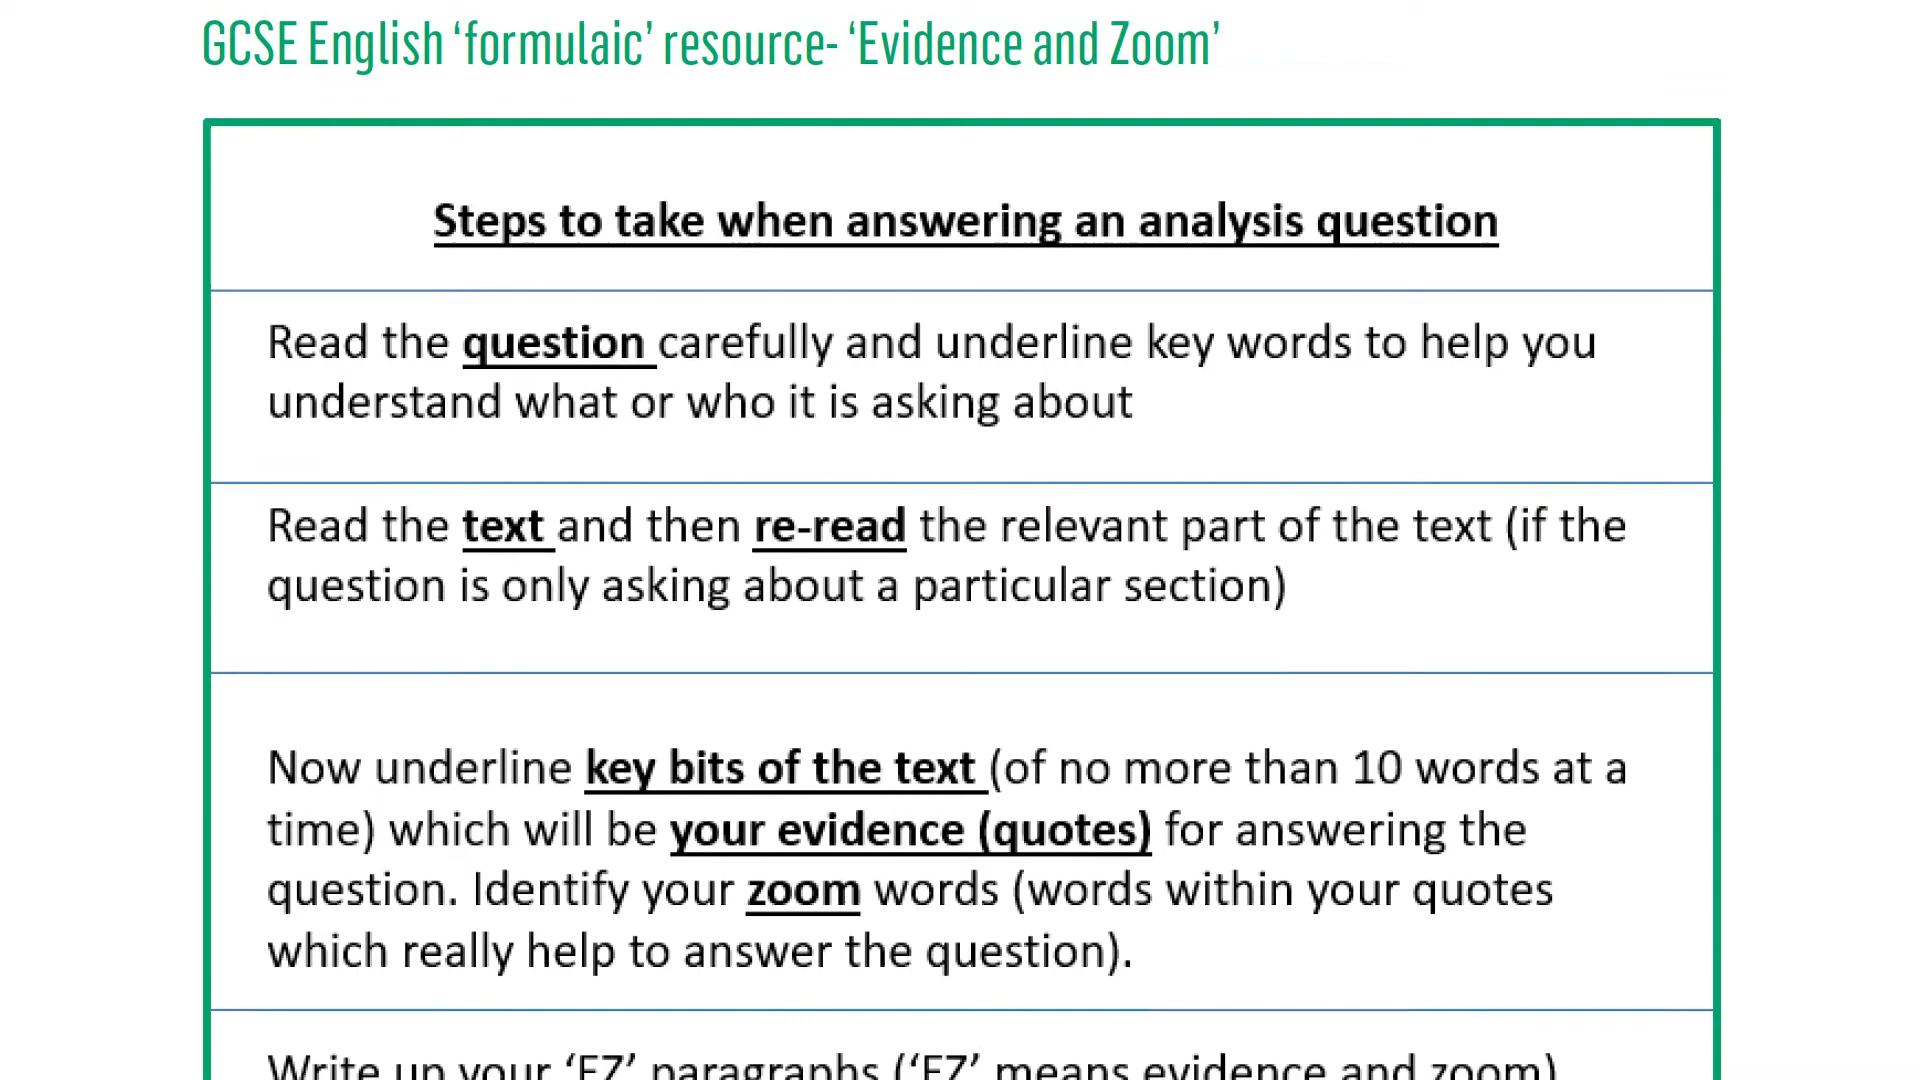 GCSE English ‘formulaic’ resource- ‘Evidence and Zoom’
Steps to take when answering an analysis question
Read the question carefully and underline key words to help you
understand what or who it is asking about
Read the text and then re-read the relevant part of the text (if the
question is only asking about a particular section)
Now underline key bits of the text (of no more than 10 words at a
time) which will be your evidence (quotes) for answering the
question. Identify your zoom words (words within your quotes
which really help to answer the question).
Write up your ‘EZ’ paragraphs (‘EZ’ means evidence and zoom)